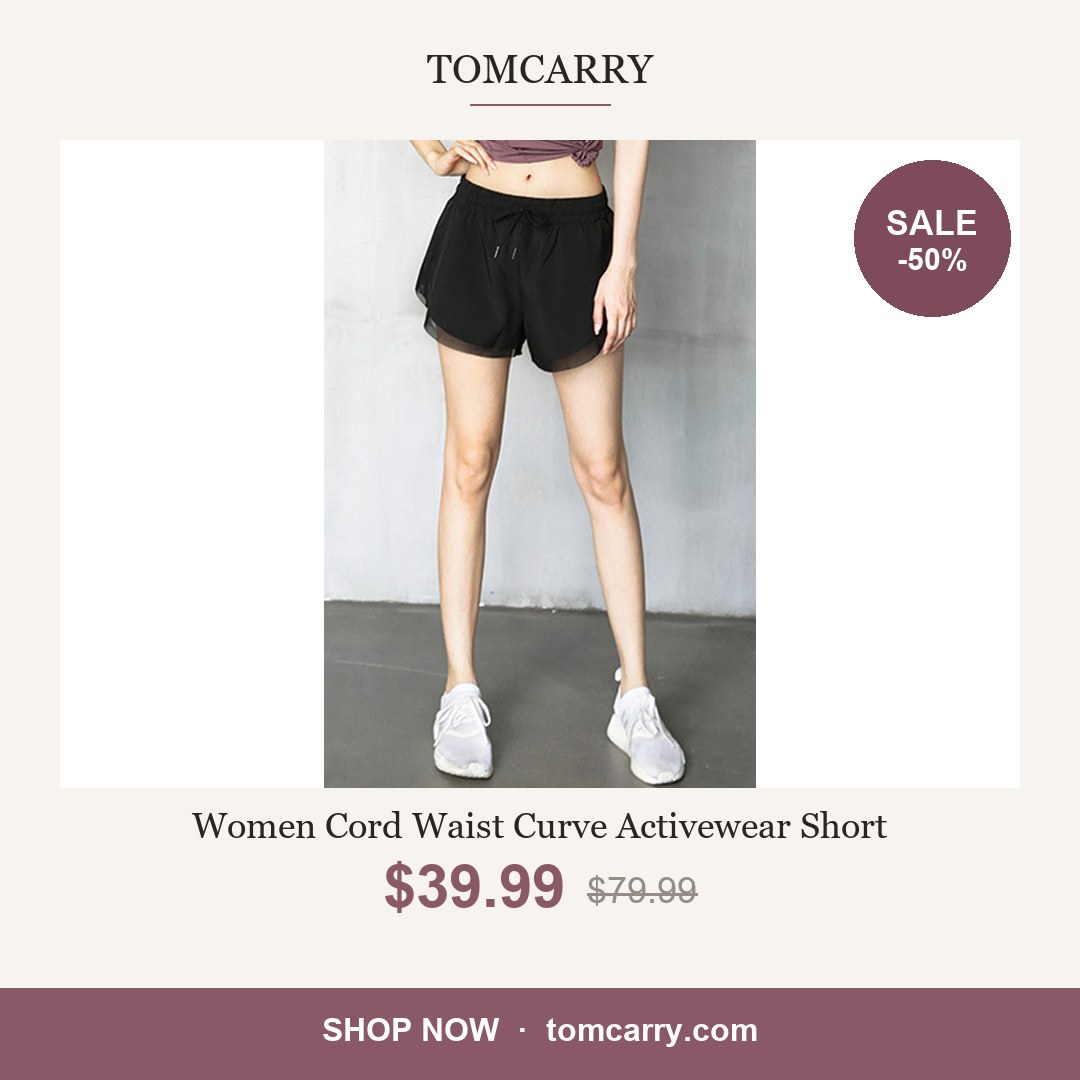 TOMCARRY
SALE
-50%
Women Cord Waist Curve Activewear Short
$39.99 $79.99
SHOP NOW · tomcarry.com